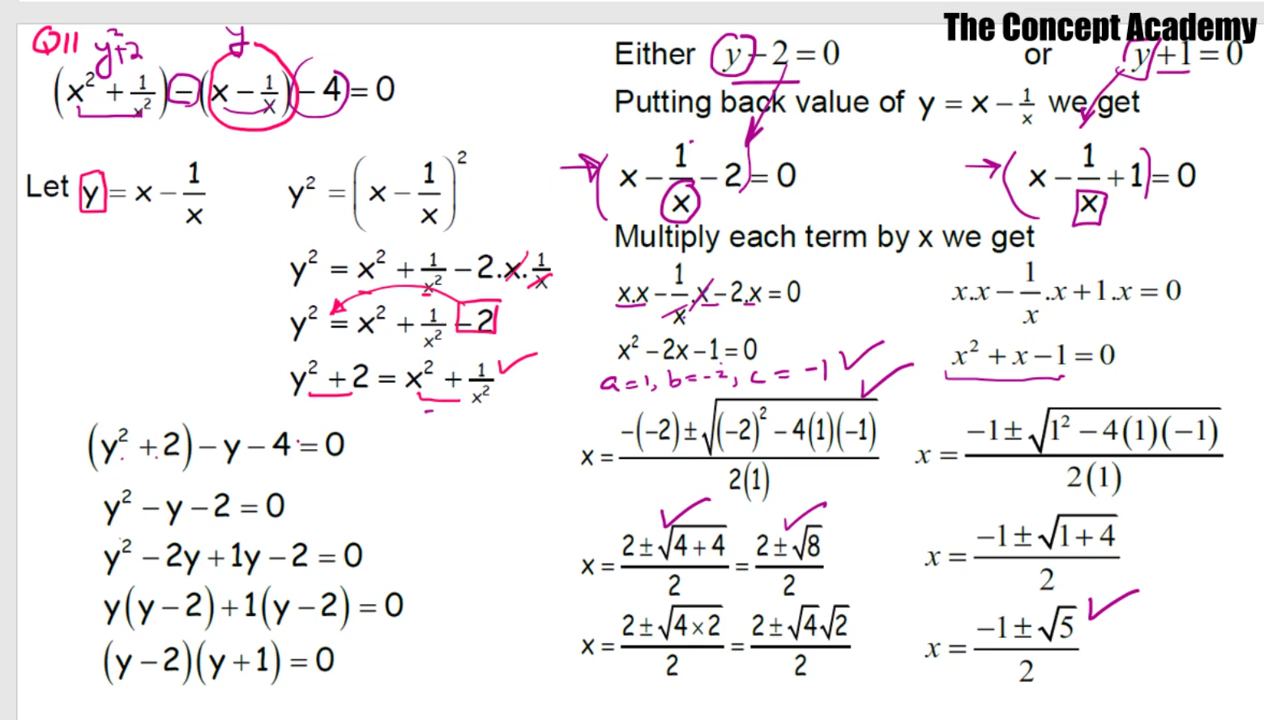 The Concept Academy
Q11
y²+2
y
(x² + 1/x²) − (x − 1/x) − 4 = 0
Let y = x − 1/x
y² = (x − 1/x)²
y² = x² + 1/x² − 2.x.1/x
y² = x² + 1/x² − 2
y² + 2 = x² + 1/x²
(y² + 2) − y − 4 = 0
y² − y − 2 = 0
y² − 2y + 1y − 2 = 0
y(y − 2) + 1(y − 2) = 0
(y − 2)(y + 1) = 0
Either y − 2 = 0 or y + 1 = 0
Putting back value of y = x − 1/x we get
x − 1/x − 2 = 0
x − 1/x + 1 = 0
Multiply each term by x we get
x.x − 1/x.x − 2.x = 0
x² − 2x − 1 = 0
a=1, b=-2, c = -1
x = (−(−2) ± √((−2)² − 4(1)(−1))) / 2(1)
x = (2 ± √(4 + 4)) / 2 = (2 ± √8) / 2
x = (2 ± √(4 × 2)) / 2 = (2 ± √4√2) / 2
x.x − 1/x.x + 1.x = 0
x² + x − 1 = 0
x = (−1 ± √(1² − 4(1)(−1))) / 2(1)
x = (−1 ± √(1 + 4)) / 2
x = (−1 ± √5) / 2